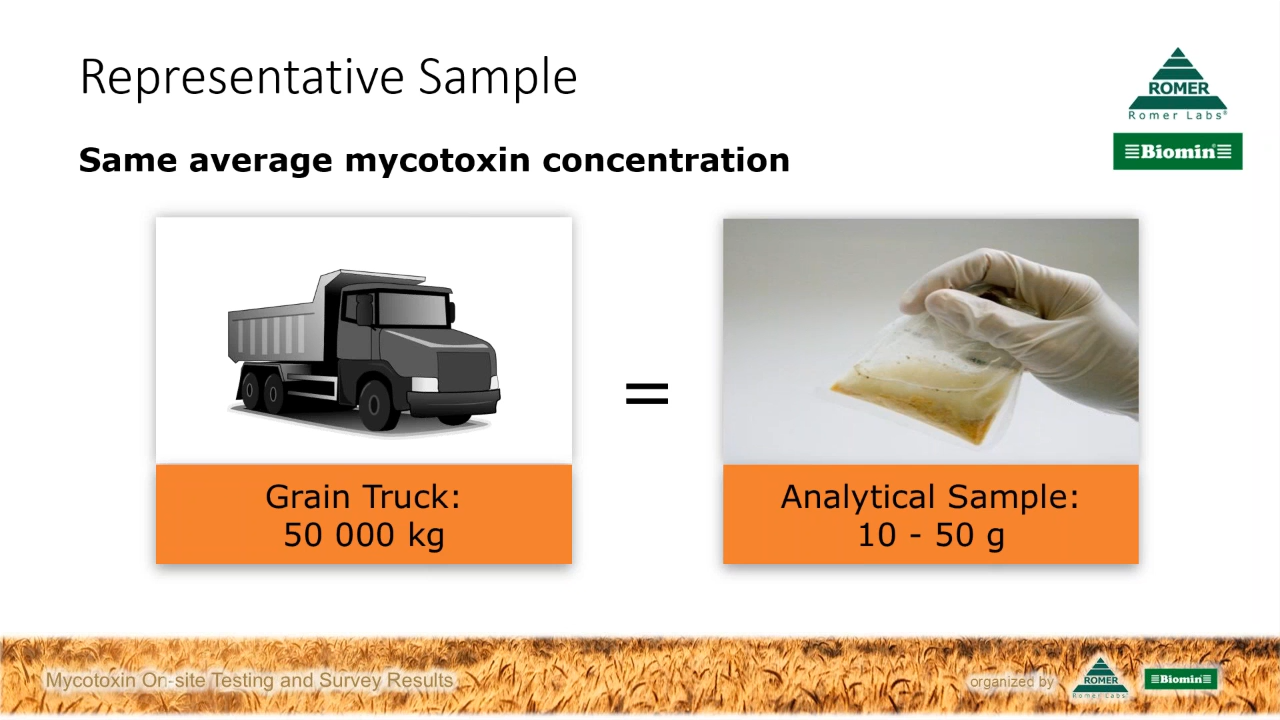 Representative Sample
ROMER
Romer Labs®
Biomin®
Same average mycotoxin concentration
=
Grain Truck:
50 000 kg
Analytical Sample:
10 - 50 g
Mycotoxin On-site Testing and Survey Results
organized by
ROMER
Romer Labs®
Biomin